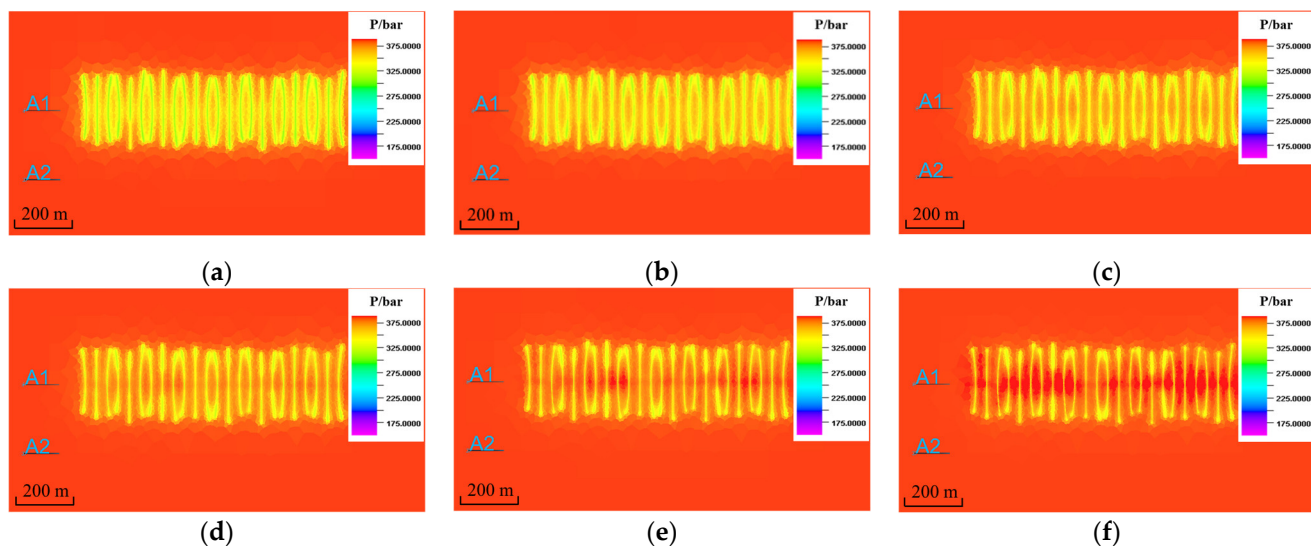 P/bar
375.0000
325.0000
275.0000
225.0000
175.0000
A1
A2
200 m
(a)
P/bar
375.0000
325.0000
275.0000
225.0000
175.0000
A1
A2
200 m
(b)
P/bar
375.0000
325.0000
275.0000
225.0000
175.0000
A1
A2
200 m
(c)
P/bar
375.0000
325.0000
275.0000
225.0000
175.0000
A1
A2
200 m
(d)
P/bar
375.0000
325.0000
275.0000
225.0000
175.0000
A1
A2
200 m
(e)
P/bar
375.0000
325.0000
275.0000
225.0000
175.0000
A1
A2
200 m
(f)